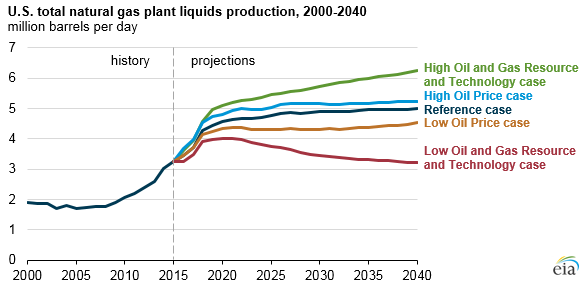 U.S. total natural gas plant liquids production, 2000-2040
million barrels per day
7
history
projections
6
5
4
3
2
1
0
2000
2005
2010
2015
2020
2025
2030
2035
2040
High Oil and Gas Resource
and Technology case
High Oil Price case
Reference case
Low Oil Price case
Low Oil and Gas Resource
and Technology case
eia